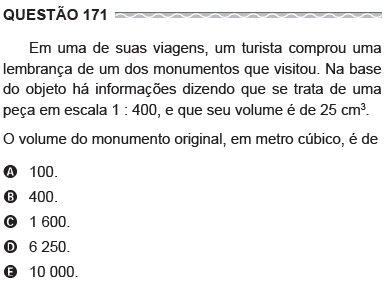 QUESTÃO 171
Em uma de suas viagens, um turista comprou uma
lembrança de um dos monumentos que visitou. Na base
do objeto há informações dizendo que se trata de uma
peça em escala 1 : 400, e que seu volume é de 25 cm³.
O volume do monumento original, em metro cúbico, é de
A 100.
B 400.
C 1 600.
D 6 250.
E 10 000.